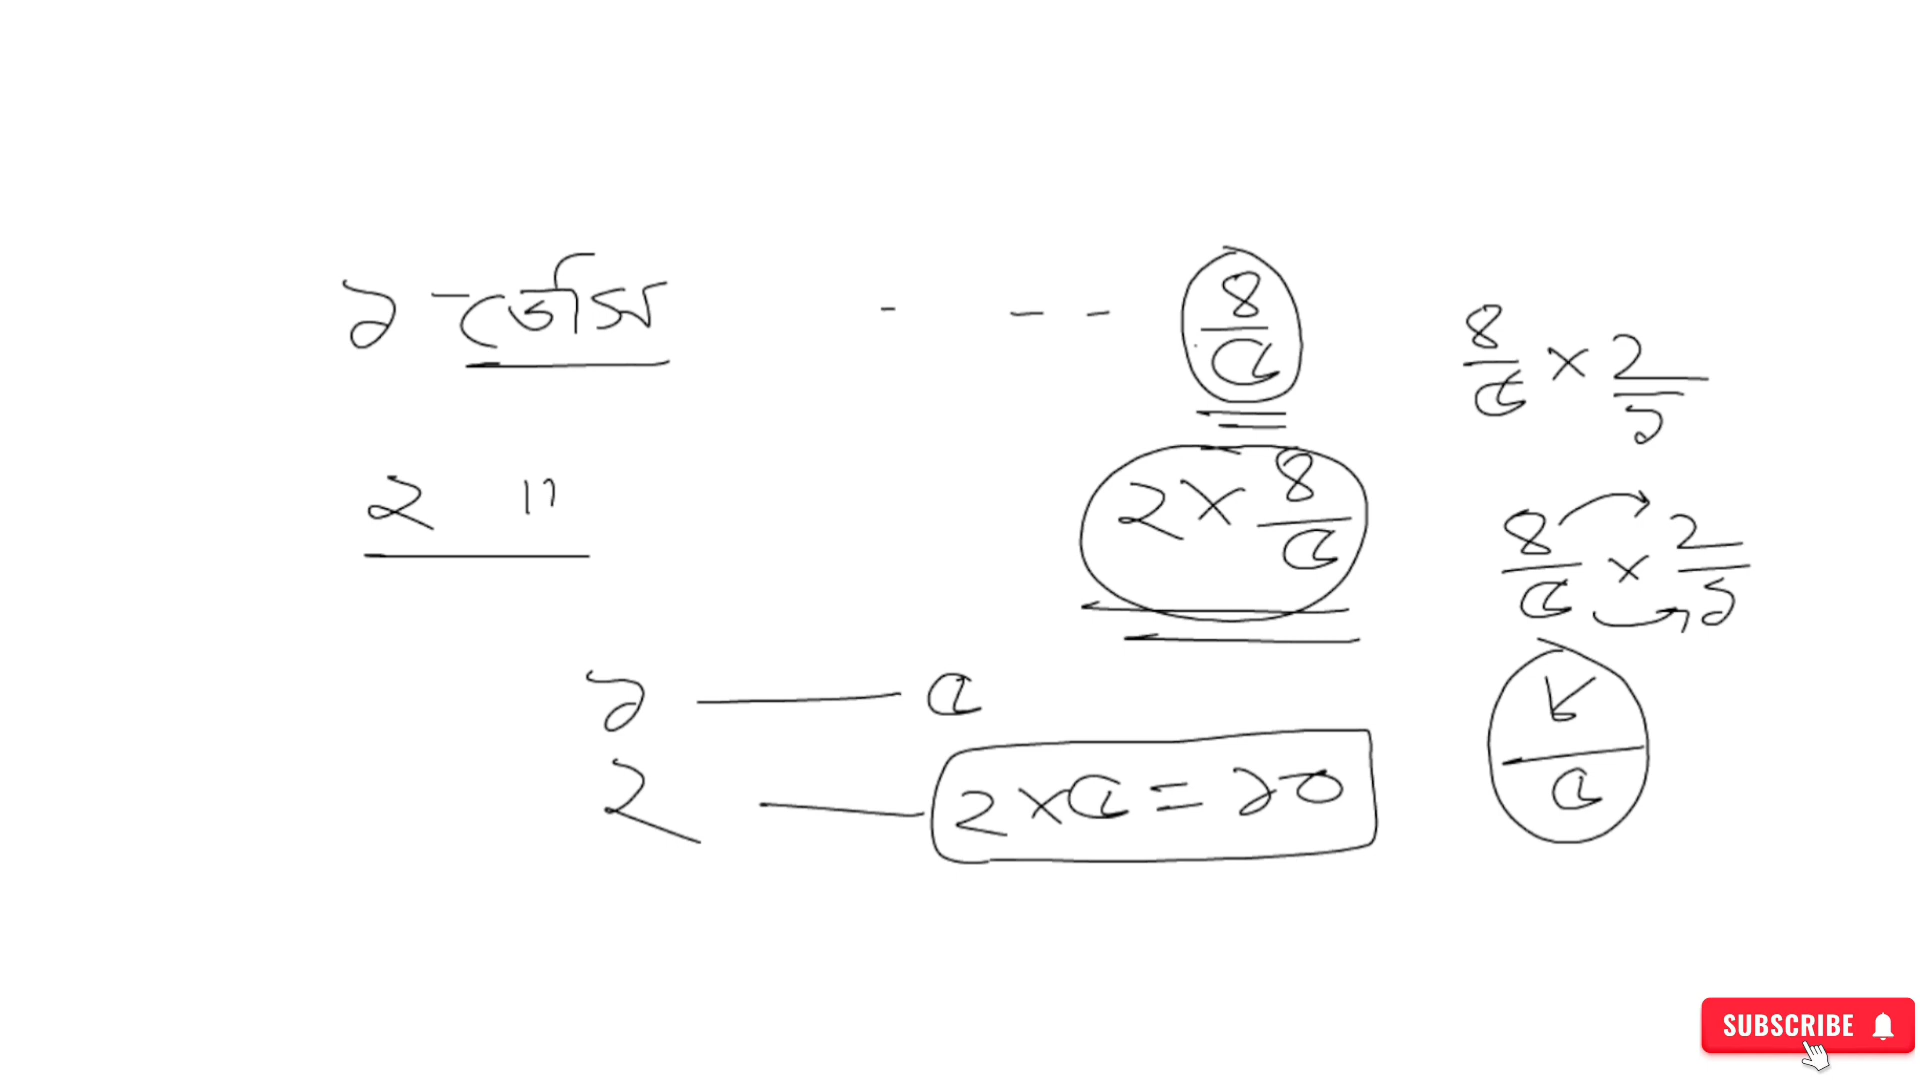 ১ টেমিস - - - ৪/৫
২ " ২ × ৪/৫
১ — ৫
২ — ২ × ৫ = ১০
৪/৫ × ২/১
৪/৫ × ২/১
৮/৫
SUBSCRIBE